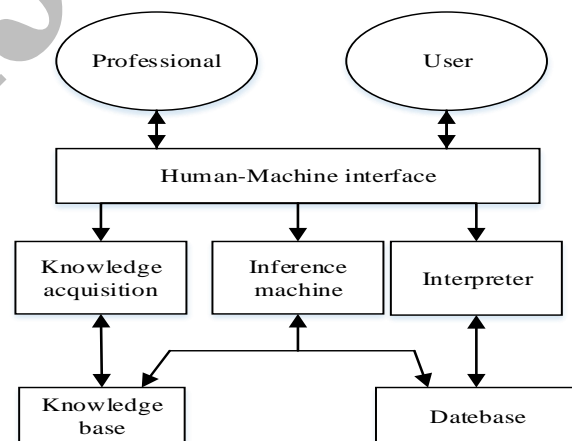 Professional
User
Human-Machine interface
Knowledge
acquisition
Inference
machine
Interpreter
Knowledge
base
Datebase